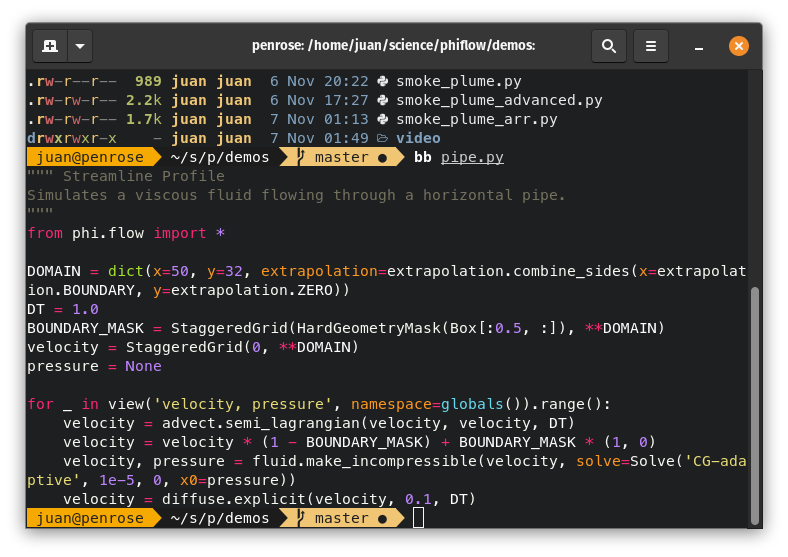 penrose: /home/juan/science/phiflow/demos:
.rw-r--r-- 989 juan juan 6 Nov 20:22 smoke_plume.py
.rw-rw-r-- 2.2k juan juan 6 Nov 17:27 smoke_plume_advanced.py
.rw-rw-r-- 1.7k juan juan 7 Nov 01:13 smoke_plume_arr.py
drwxrwxr-x - juan juan 7 Nov 01:49 video
juan@penrose ~/s/p/demos master ● bb pipe.py
""" Streamline Profile
Simulates a viscous fluid flowing through a horizontal pipe.
"""
from phi.flow import *
DOMAIN = dict(x=50, y=32, extrapolation=extrapolation.combine_sides(x=extrapolat
ion.BOUNDARY, y=extrapolation.ZERO))
DT = 1.0
BOUNDARY_MASK = StaggeredGrid(HardGeometryMask(Box[:0.5, :]), **DOMAIN)
velocity = StaggeredGrid(0, **DOMAIN)
pressure = None
for _ in view('velocity, pressure', namespace=globals()).range():
    velocity = advect.semi_lagrangian(velocity, velocity, DT)
    velocity = velocity * (1 - BOUNDARY_MASK) + BOUNDARY_MASK * (1, 0)
    velocity, pressure = fluid.make_incompressible(velocity, solve=Solve('CG-ada
ptive', 1e-5, 0, x0=pressure))
    velocity = diffuse.explicit(velocity, 0.1, DT)
juan@penrose ~/s/p/demos master ●